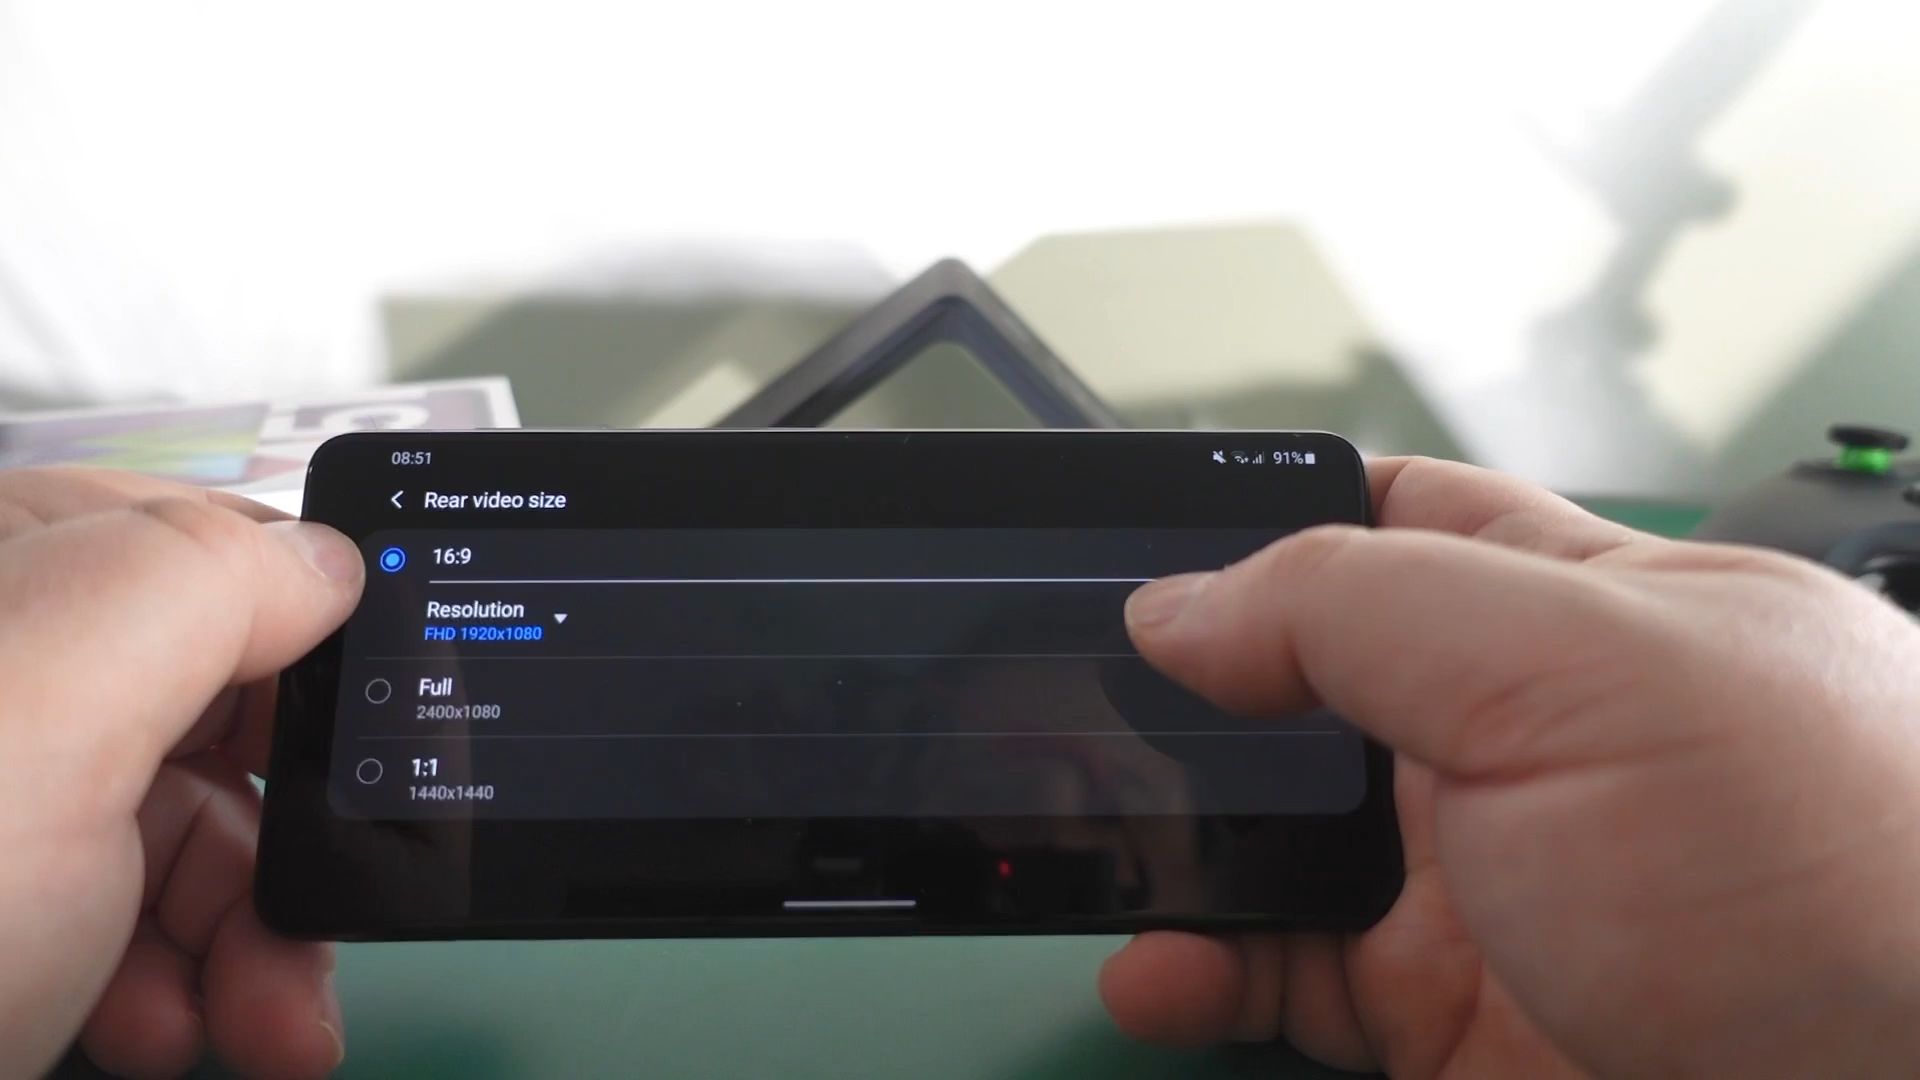 08:51
91%
Rear video size
16:9
Resolution
FHD 1920x1080
Full
2400x1080
1:1
1440x1440